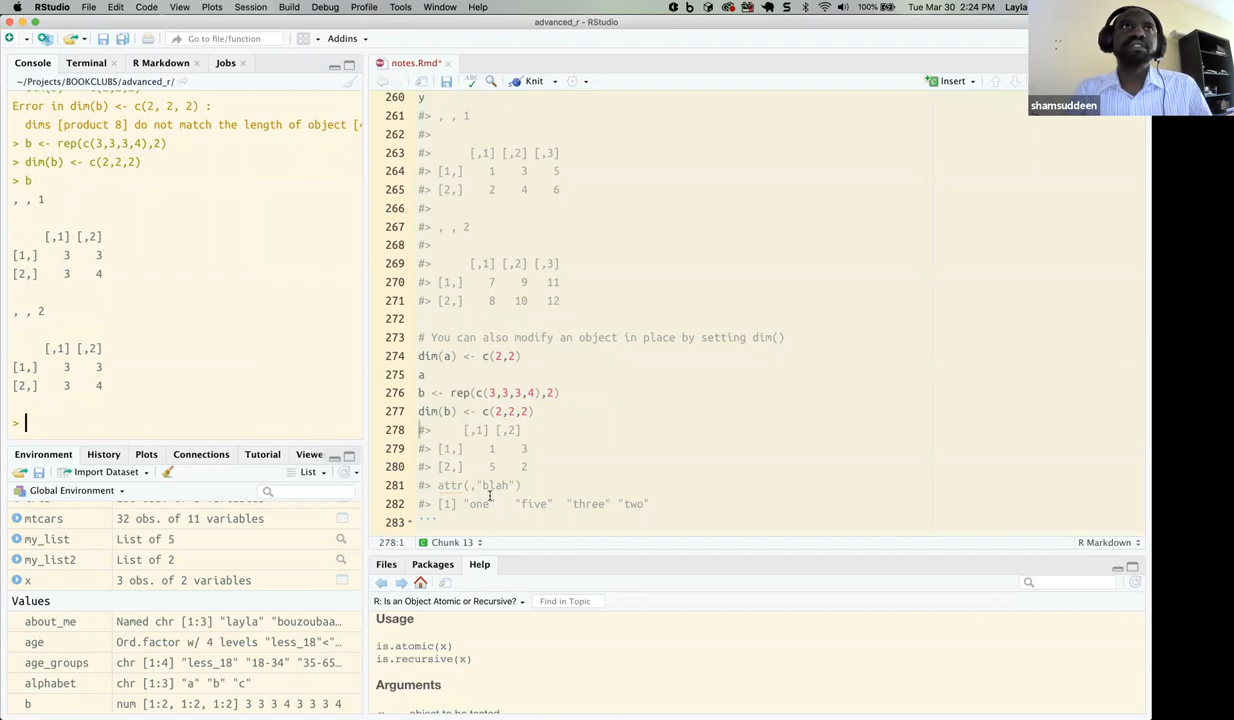 RStudio File Edit Code View Plots Session Build Debug Profile Tools Window Help 100% Tue Mar 30 2:24 PM Layla
advanced_r - RStudio
Go to file/function Addins
shamsuddeen
Console Terminal R Markdown Jobs
~/Projects/BOOKCLUBS/advanced_r/
Error in dim(b) <- c(2, 2, 2) :
dims [product 8] do not match the length of object [4
> b <- rep(c(3,3,3,4),2)
> dim(b) <- c(2,2,2)
> b
, , 1
[,1] [,2]
[1,] 3 3
[2,] 3 4
, , 2
[,1] [,2]
[1,] 3 3
[2,] 3 4
>
notes.Rmd*
Knit Insert
260 y
261 #> , , 1
262 #>
263 #> [,1] [,2] [,3]
264 #> [1,] 1 3 5
265 #> [2,] 2 4 6
266 #>
267 #> , , 2
268 #>
269 #> [,1] [,2] [,3]
270 #> [1,] 7 9 11
271 #> [2,] 8 10 12
272
273 # You can also modify an object in place by setting dim()
274 dim(a) <- c(2,2)
275 a
276 b <- rep(c(3,3,3,4),2)
277 dim(b) <- c(2,2,2)
278 #> [,1] [,2]
279 #> [1,] 1 3
280 #> [2,] 5 2
281 #> attr(,"blah")
282 #> [1] "one" "five" "three" "two"
283 ```
278:1 Chunk 13 R Markdown
Environment History Plots Connections Tutorial Viewe
Import Dataset List
Global Environment
mtcars 32 obs. of 11 variables
my_list List of 5
my_list2 List of 2
x 3 obs. of 2 variables
Values
about_me Named chr [1:3] "layla" "bouzoubaa…
age Ord.factor w/ 4 levels "less_18"<"…
age_groups chr [1:4] "less_18" "18-34" "35-65…
alphabet chr [1:3] "a" "b" "c"
b num [1:2, 1:2, 1:2] 3 3 3 4 3 3 3 4
Files Packages Help
R: Is an Object Atomic or Recursive? Find in Topic
Usage
is.atomic(x)
is.recursive(x)
Arguments